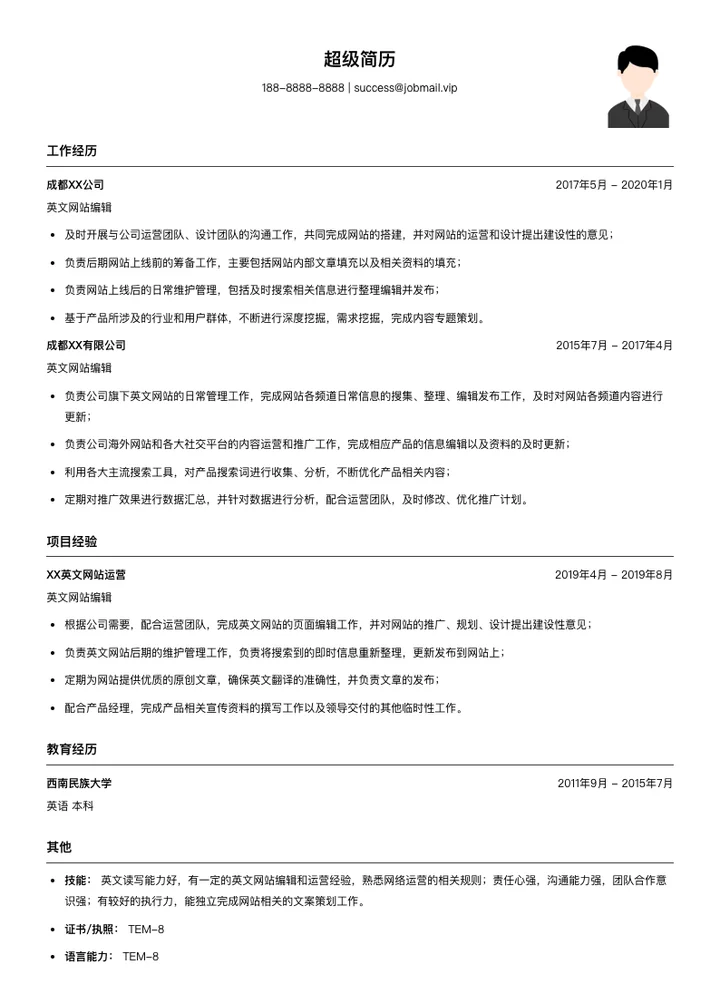 超级简历
188-8888-8888 | success@jobmail.vip
工作经历
成都XX公司 2017年5月 – 2020年1月
英文网站编辑
• 及时开展与公司运营团队、设计团队的沟通工作，共同完成网站的搭建，并对网站的运营和设计提出建设性的意见；
• 负责后期网站上线前的筹备工作，主要包括网站内部文章填充以及相关资料的填充；
• 负责网站上线后的日常维护管理，包括及时搜索相关信息进行整理编辑并发布；
• 基于产品所涉及的行业和用户群体，不断进行深度挖掘，需求挖掘，完成内容专题策划。
成都XX有限公司 2015年7月 – 2017年4月
英文网站编辑
• 负责公司旗下英文网站的日常管理工作，完成网站各频道日常信息的搜集、整理、编辑发布工作，及时对网站各频道内容进行
更新；
• 负责公司海外网站和各大社交平台的内容运营和推广工作，完成相应产品的信息编辑以及资料的及时更新；
• 利用各大主流搜索工具，对产品搜索词进行收集、分析，不断优化产品相关内容；
• 定期对推广效果进行数据汇总，并针对数据进行分析，配合运营团队，及时修改、优化推广计划。
项目经验
XX英文网站运营 2019年4月 – 2019年8月
英文网站编辑
• 根据公司需要，配合运营团队，完成英文网站的页面编辑工作，并对网站的推广、规划、设计提出建设性意见；
• 负责英文网站后期的维护管理工作，负责将搜索到的即时信息重新整理，更新发布到网站上；
• 定期为网站提供优质的原创文章，确保英文翻译的准确性，并负责文章的发布；
• 配合产品经理，完成产品相关宣传资料的撰写工作以及领导交付的其他临时性工作。
教育经历
西南民族大学 2011年9月 – 2015年7月
英语 本科
其他
• 技能： 英文读写能力好，有一定的英文网站编辑和运营经验，熟悉网络运营的相关规则；责任心强，沟通能力强，团队合作意
识强；有较好的执行力，能独立完成网站相关的文案策划工作。
• 证书/执照： TEM-8
• 语言能力： TEM-8